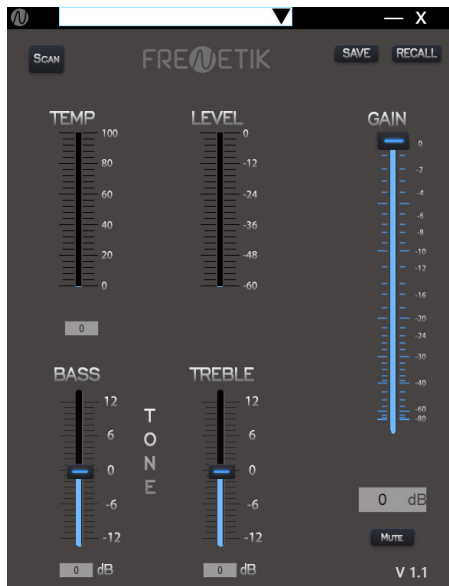 X
SCAN
FRENETIK
SAVE
RECALL
TEMP
100
80
60
40
20
0
0
LEVEL
0
-12
-24
-36
-48
-60
GAIN
0
-2
-4
-6
-8
-10
-12
-16
-20
-24
-30
-40
-60
-80
0 dB
MUTE
BASS
12
6
0
-6
-12
0 dB
TONE
TREBLE
12
6
0
-6
-12
0 dB
V 1.1